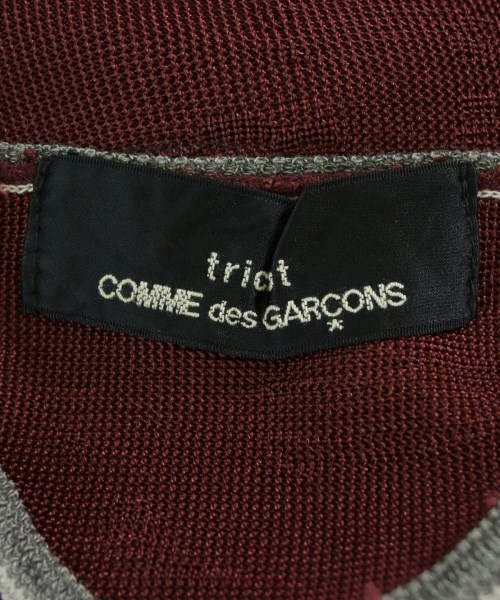 tricot
COMME des GARÇONS
*